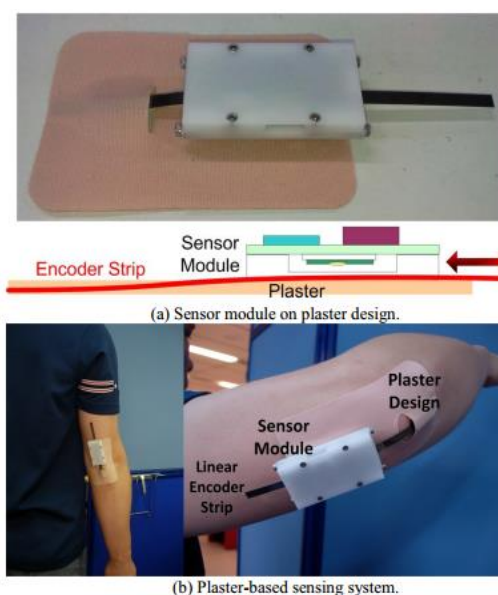 Sensor
Module
Encoder Strip
Plaster
(a) Sensor module on plaster design.
Plaster
Design
Sensor
Module
Linear
Encoder
Strip
(b) Plaster-based sensing system.